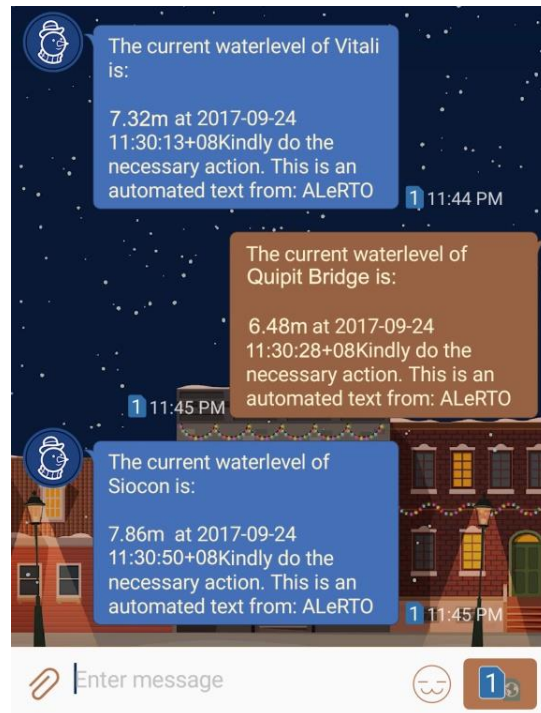 The current waterlevel of Vitali
is:
7.32m at 2017-09-24
11:30:13+08Kindly do the
necessary action. This is an
automated text from: ALeRTO
1 11:44 PM
The current waterlevel of
Quipit Bridge is:
6.48m at 2017-09-24
11:30:28+08Kindly do the
necessary action. This is an
automated text from: ALeRTO
1 11:45 PM
The current waterlevel of
Siocon is:
7.86m at 2017-09-24
11:30:50+08Kindly do the
necessary action. This is an
automated text from: ALeRTO
1 11:45 PM
Enter message
1